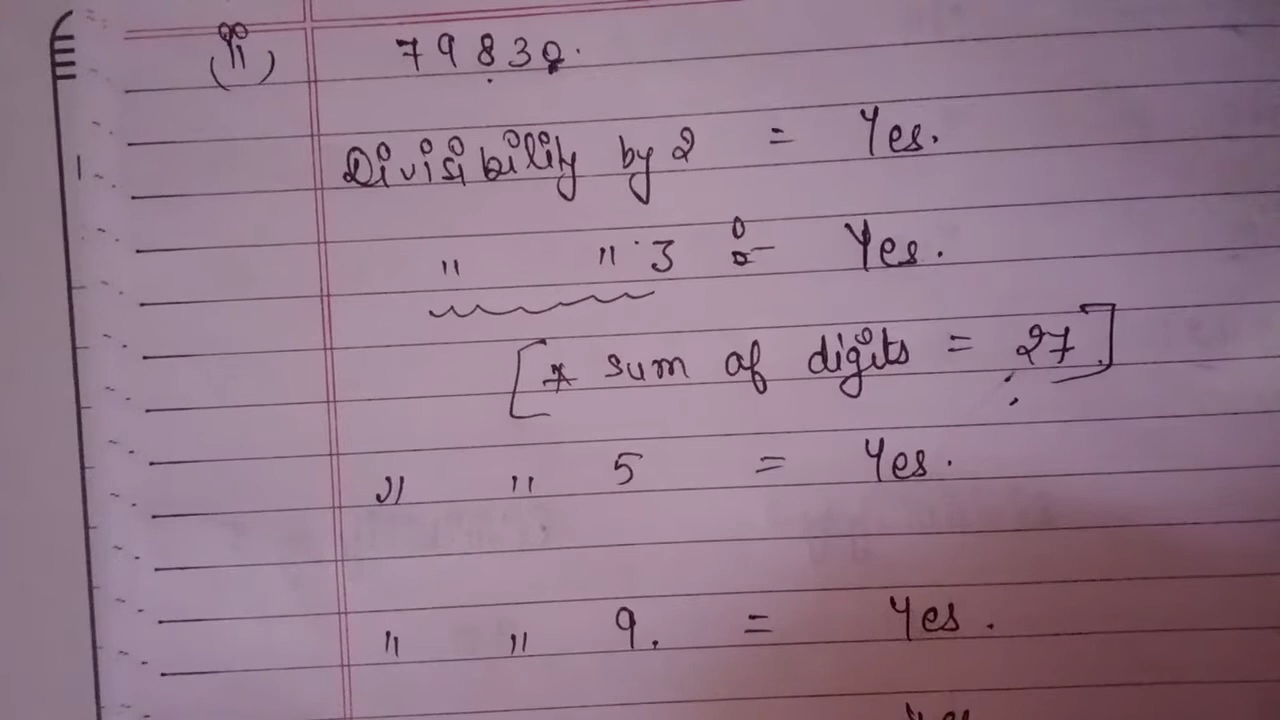 (ii) 79830.
Divisibility by 2 = Yes.
" " 3 = Yes.
[* sum of digits = 27]
" " 5 = Yes.
" " 9. = Yes.